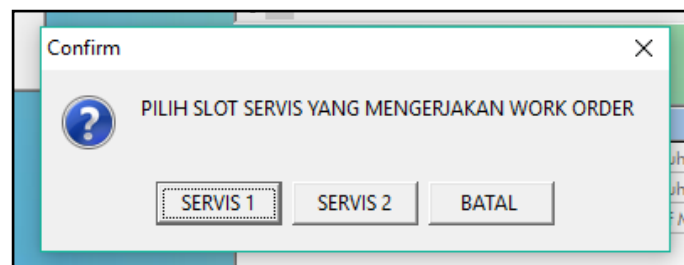 Confirm
PILIH SLOT SERVIS YANG MENGERJAKAN WORK ORDER
SERVIS 1
SERVIS 2
BATAL